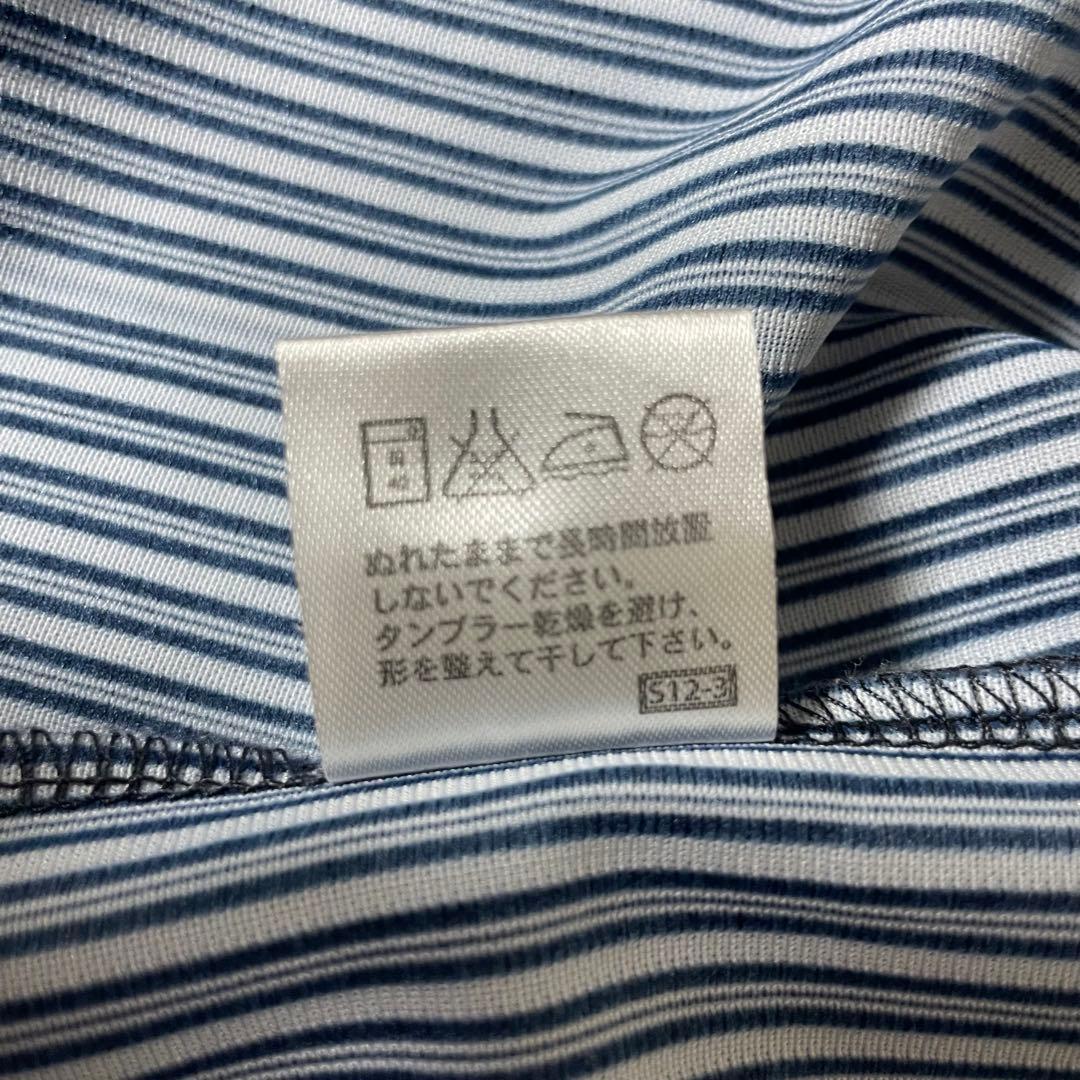 弱
40
ぬれたままで長時間放置
しないでください。
タンブラー乾燥を避け、
形を整えて干して下さい。
S12-3